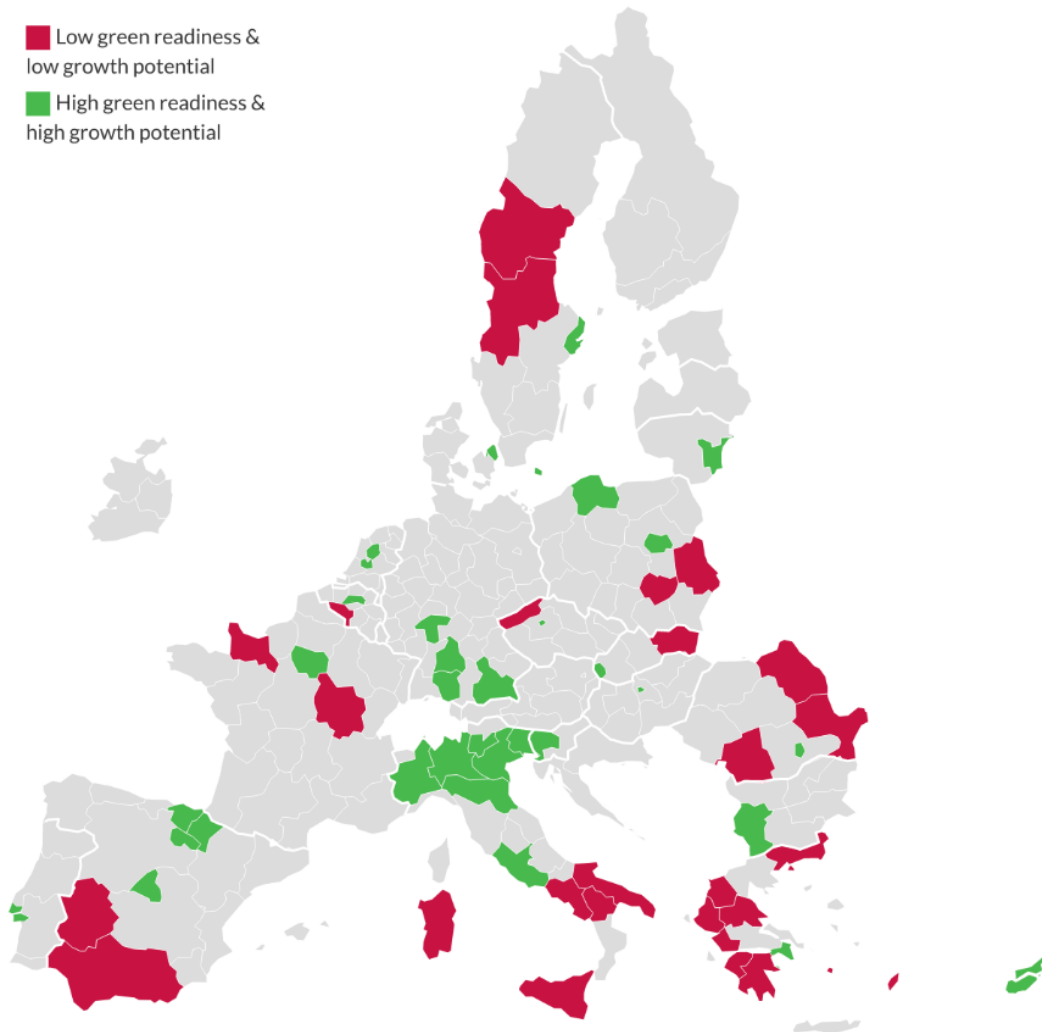 Low green readiness &
low growth potential
High green readiness &
high growth potential